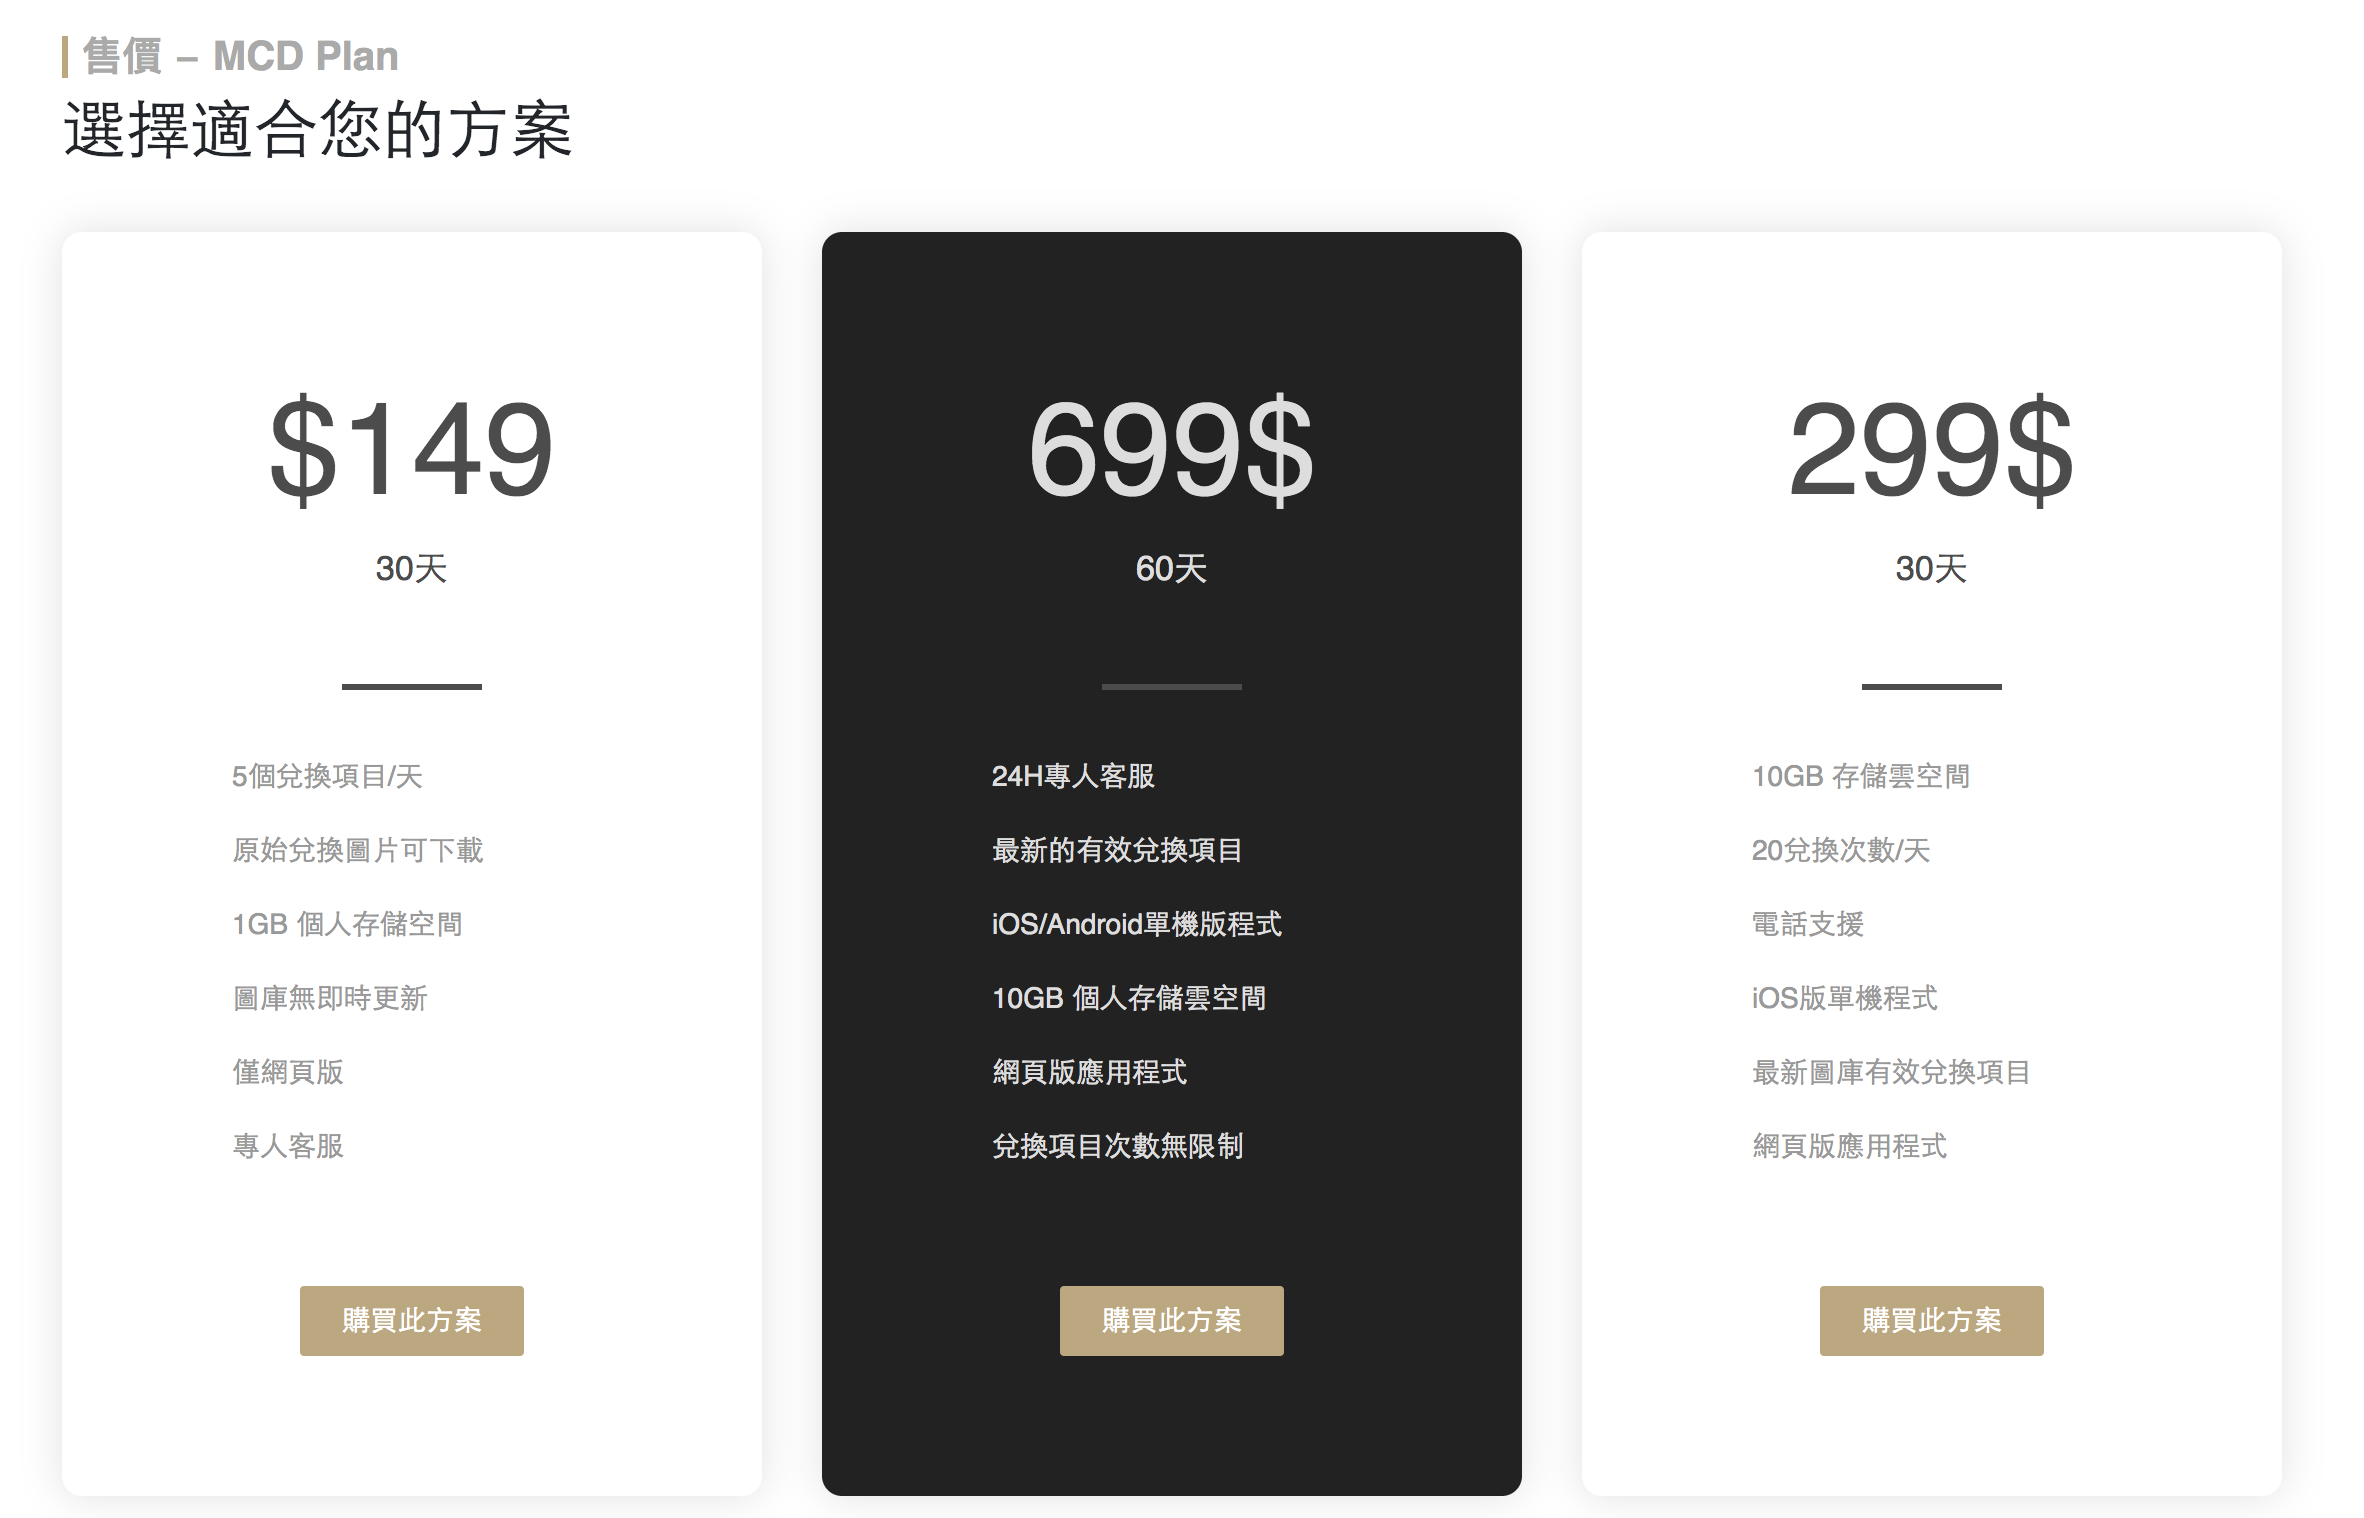 售價 – MCD Plan
選擇適合您的方案
$149
30天
5個兌換項目/天
原始兌換圖片可下載
1GB 個人存儲空間
圖庫無即時更新
僅網頁版
專人客服
購買此方案
699$
60天
24H專人客服
最新的有效兌換項目
iOS/Android單機版程式
10GB 個人存儲雲空間
網頁版應用程式
兌換項目次數無限制
購買此方案
299$
30天
10GB 存儲雲空間
20兌換次數/天
電話支援
iOS版單機程式
最新圖庫有效兌換項目
網頁版應用程式
購買此方案